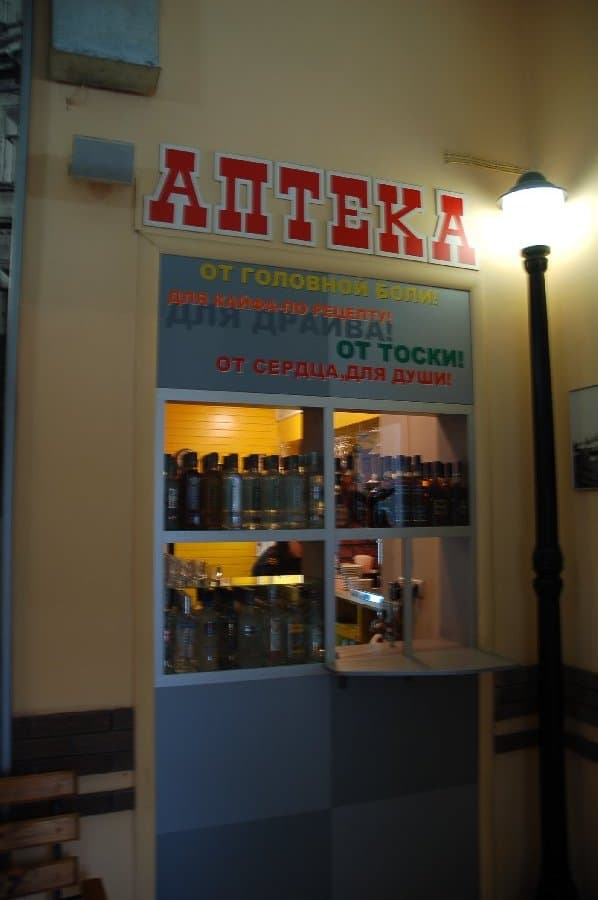 АПТЕКА
ОТ ГОЛОВНОЙ БОЛИ!
ДЛЯ КАЙФА-ПО РЕЦЕПТУ!
ДЛЯ ДРАЙВА!
ОТ ТОСКИ!
ОТ СЕРДЦА,ДЛЯ ДУШИ!